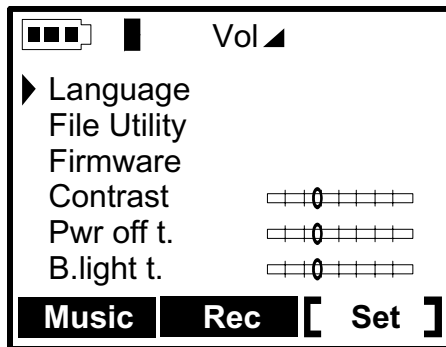 Vol
Language
File Utility
Firmware
Contrast
Pwr off t.
B.light t.
Music Rec [ Set ]